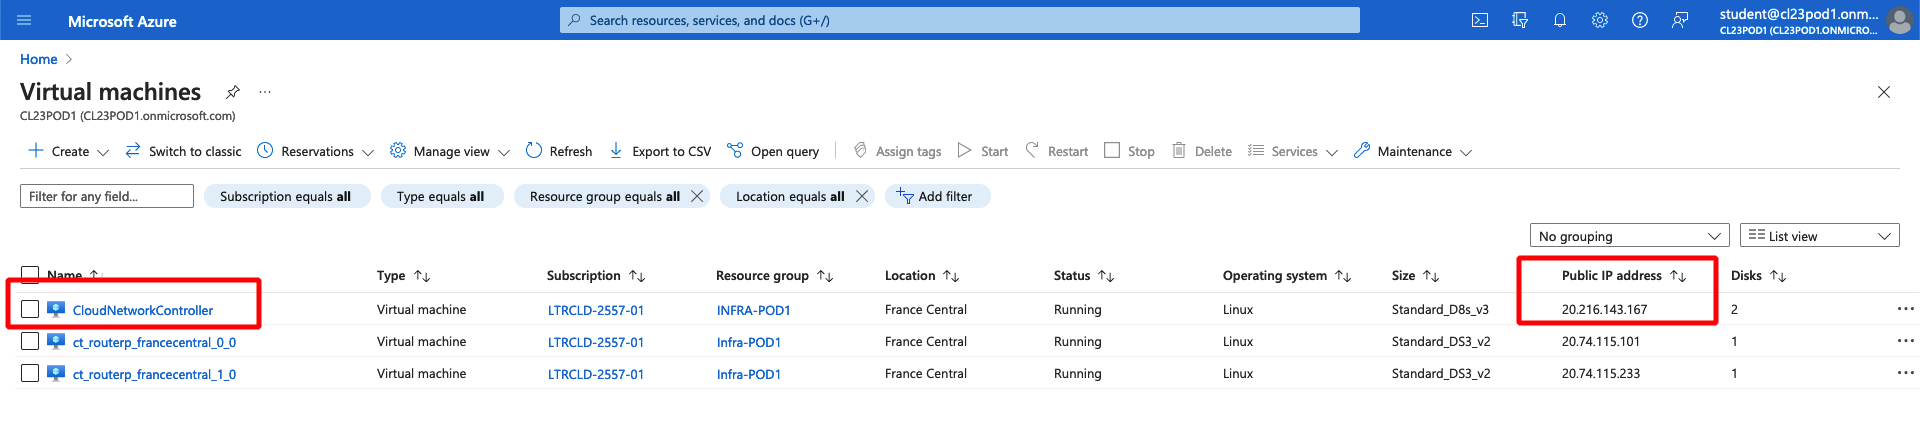 Microsoft Azure
Search resources, services, and docs (G+/)
student@cl23pod1.onm...
CL23POD1 (CL23POD1.ONMICRO...
Home
Virtual machines
CL23POD1 (CL23POD1.onmicrosoft.com)
Create Switch to classic Reservations Manage view Refresh Export to CSV Open query Assign tags Start Restart Stop Delete Services Maintenance
Filter for any field... Subscription equals all Type equals all Resource group equals all Location equals all Add filter
No grouping List view
Name Type Subscription Resource group Location Status Operating system Size Public IP address Disks
CloudNetworkController Virtual machine LTRCLD-2557-01 INFRA-POD1 France Central Running Linux Standard_D8s_v3 20.216.143.167 2
ct_routerp_francecentral_0_0 Virtual machine LTRCLD-2557-01 Infra-POD1 France Central Running Linux Standard_DS3_v2 20.74.115.101 1
ct_routerp_francecentral_1_0 Virtual machine LTRCLD-2557-01 Infra-POD1 France Central Running Linux Standard_DS3_v2 20.74.115.233 1